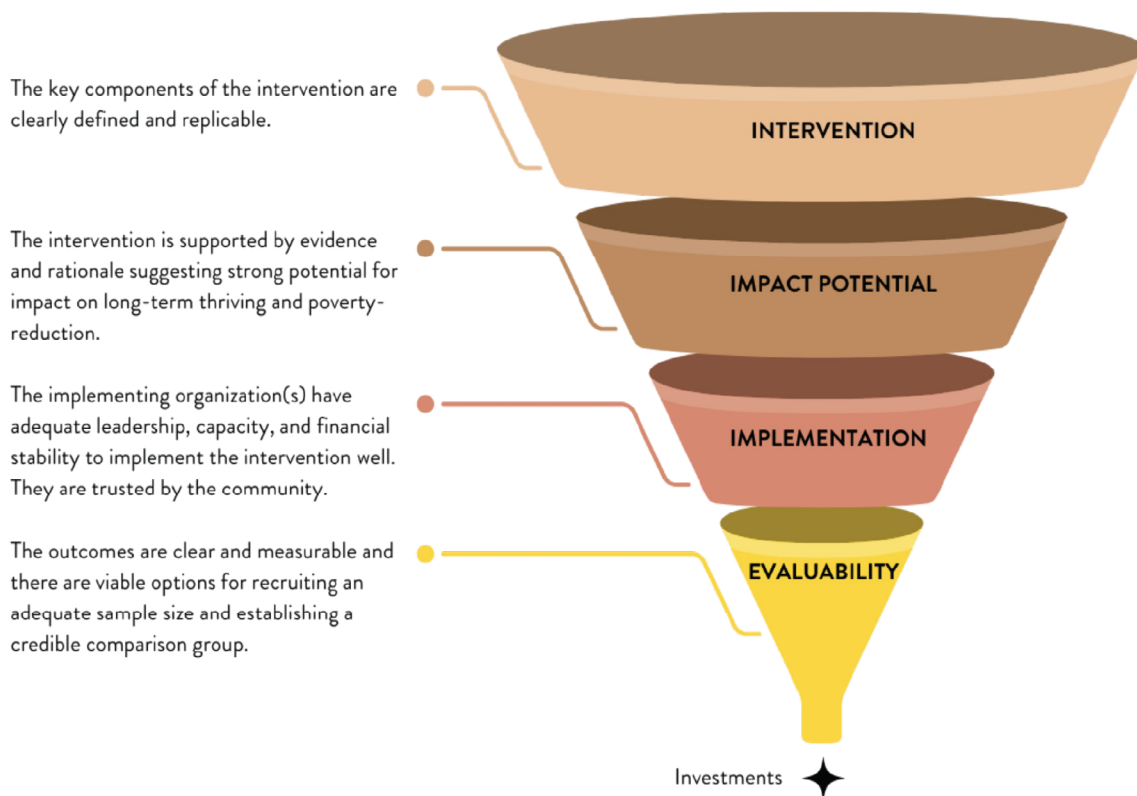 The key components of the intervention are
clearly defined and replicable.
INTERVENTION
The intervention is supported by evidence
and rationale suggesting strong potential for
impact on long-term thriving and poverty-
reduction.
IMPACT POTENTIAL
The implementing organization(s) have
adequate leadership, capacity, and financial
stability to implement the intervention well.
They are trusted by the community.
IMPLEMENTATION
The outcomes are clear and measurable and
there are viable options for recruiting an
adequate sample size and establishing a
credible comparison group.
EVALUABILITY
Investments